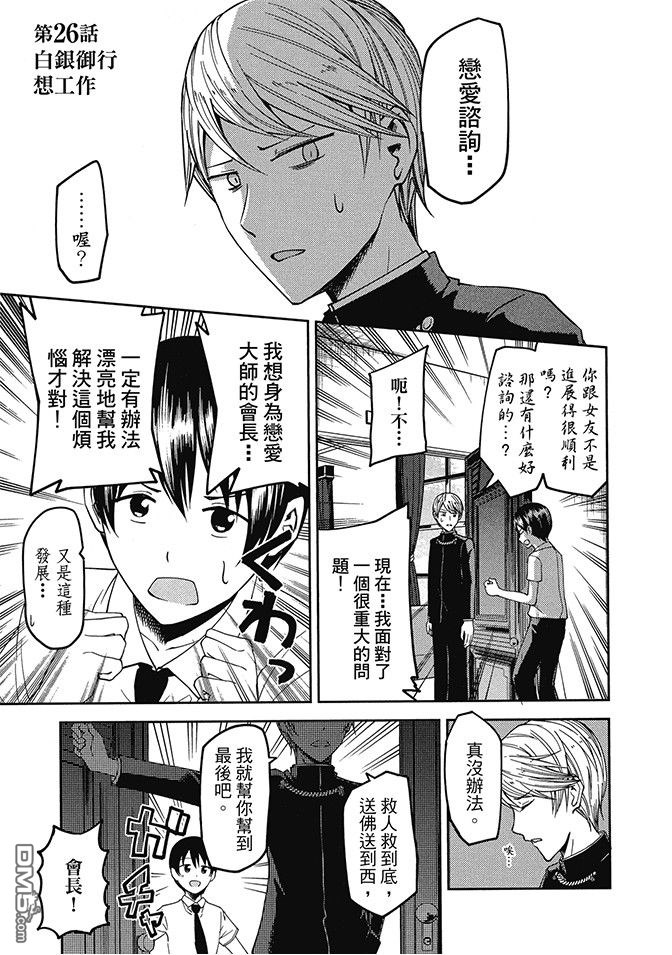 第26話
白銀御行
想工作
戀愛諮詢…
……喔?
你跟女友不是
進展得很順利
嗎?
那還有什麼好
諮詢的…?
呃!不…
現在…我面對了
一個很重大的問
題!
我想身為戀愛
大師的會長…
一定有辦法
漂亮地幫我
解決這個煩
惱才對!
くわっ
又是這種
發展…
真沒辦法。
唉…
救人救到底,
送佛送到西,
我就幫你幫到
最後吧。
ガチャ
會長!
DM5.com